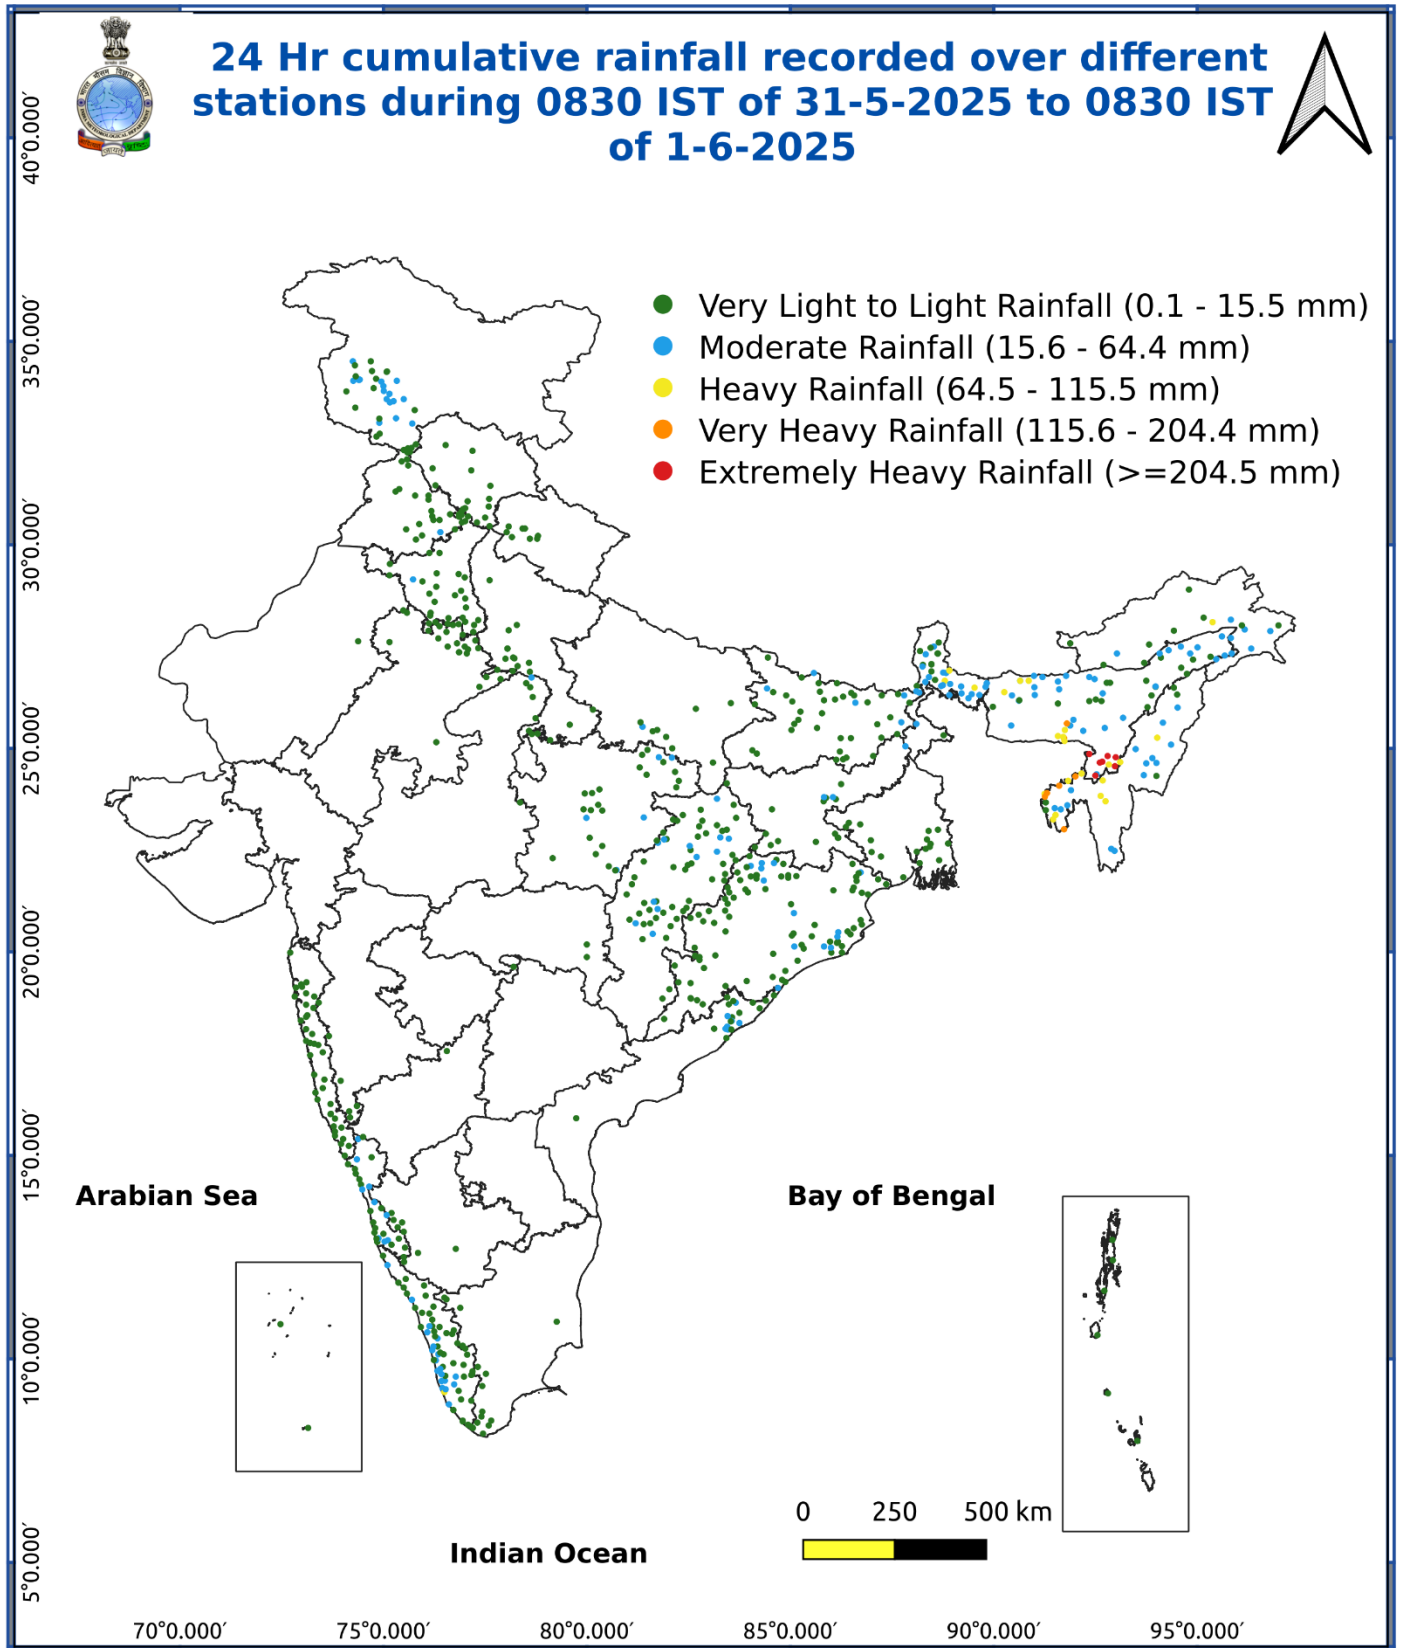 24 Hr cumulative rainfall recorded over different
stations during 0830 IST of 31-5-2025 to 0830 IST
of 1-6-2025
Very Light to Light Rainfall (0.1 - 15.5 mm)
Moderate Rainfall (15.6 - 64.4 mm)
Heavy Rainfall (64.5 - 115.5 mm)
Very Heavy Rainfall (115.6 - 204.4 mm)
Extremely Heavy Rainfall (>=204.5 mm)
40°0.000′
35°0.000′
30°0.000′
25°0.000′
20°0.000′
15°0.000′
10°0.000′
5°0.000′
Arabian Sea
Bay of Bengal
Indian Ocean
0 250 500 km
70°0.000′ 75°0.000′ 80°0.000′ 85°0.000′ 90°0.000′ 95°0.000′